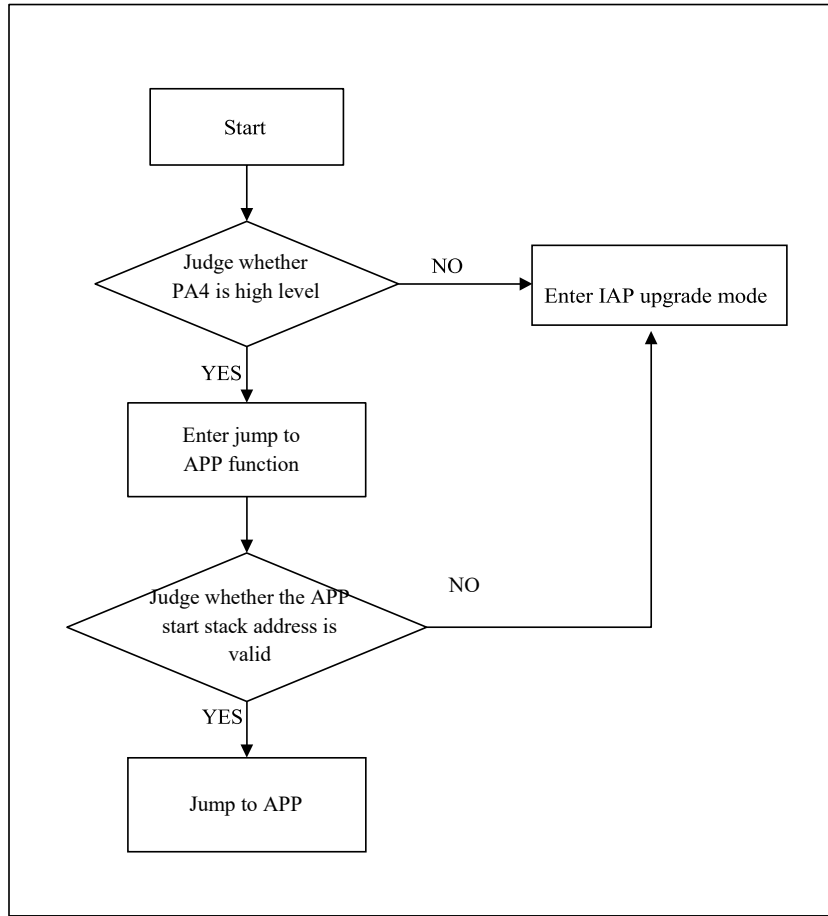 Start
Judge whether
PA4 is high level
NO
Enter IAP upgrade mode
YES
Enter jump to
APP function
Judge whether the APP
start stack address is
valid
NO
YES
Jump to APP